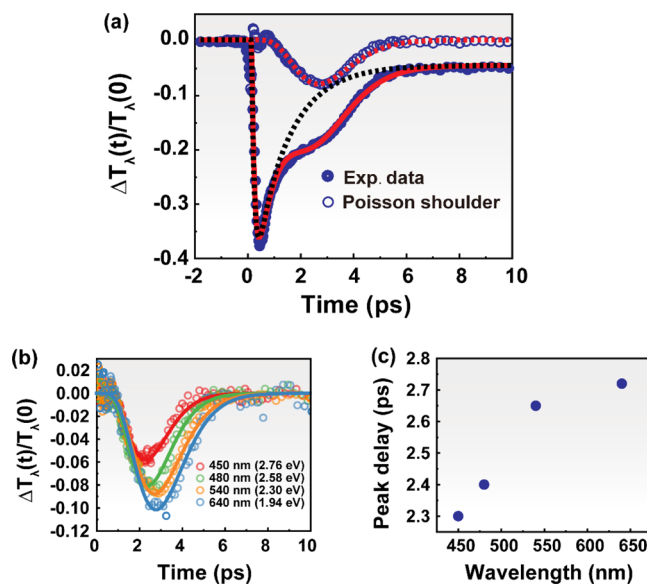 (a)
0.0
-0.1
-0.2
-0.3
-0.4
ΔT_λ(t)/T_λ(0)
Exp. data
Poisson shoulder
-2 0 2 4 6 8 10
Time (ps)
(b)
0.02
0.00
-0.02
-0.04
-0.06
-0.08
-0.10
-0.12
ΔT_λ(t)/T_λ(0)
450 nm (2.76 eV)
480 nm (2.58 eV)
540 nm (2.30 eV)
640 nm (1.94 eV)
0 2 4 6 8 10
Time (ps)
(c)
2.8
2.7
2.6
2.5
2.4
2.3
Peak delay (ps)
450 500 550 600 650
Wavelength (nm)